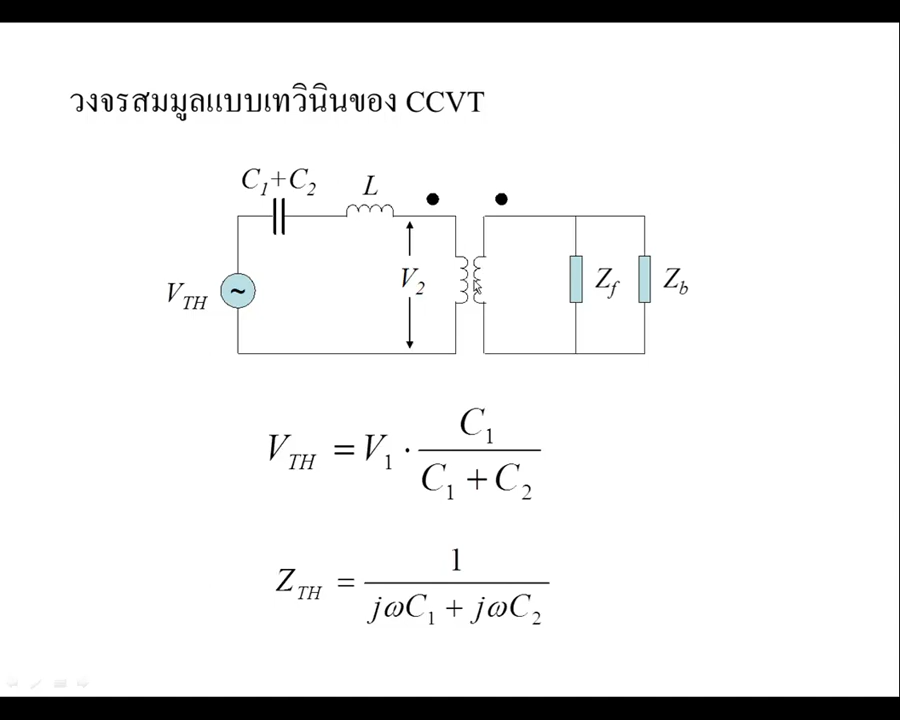 วงจรสมมูลแบบเทวินินของ CCVT
C₁+C₂
L
V_TH
~
V₂
Z_f
Z_b
V_TH = V₁ · C₁ / (C₁ + C₂)
Z_TH = 1 / (jωC₁ + jωC₂)